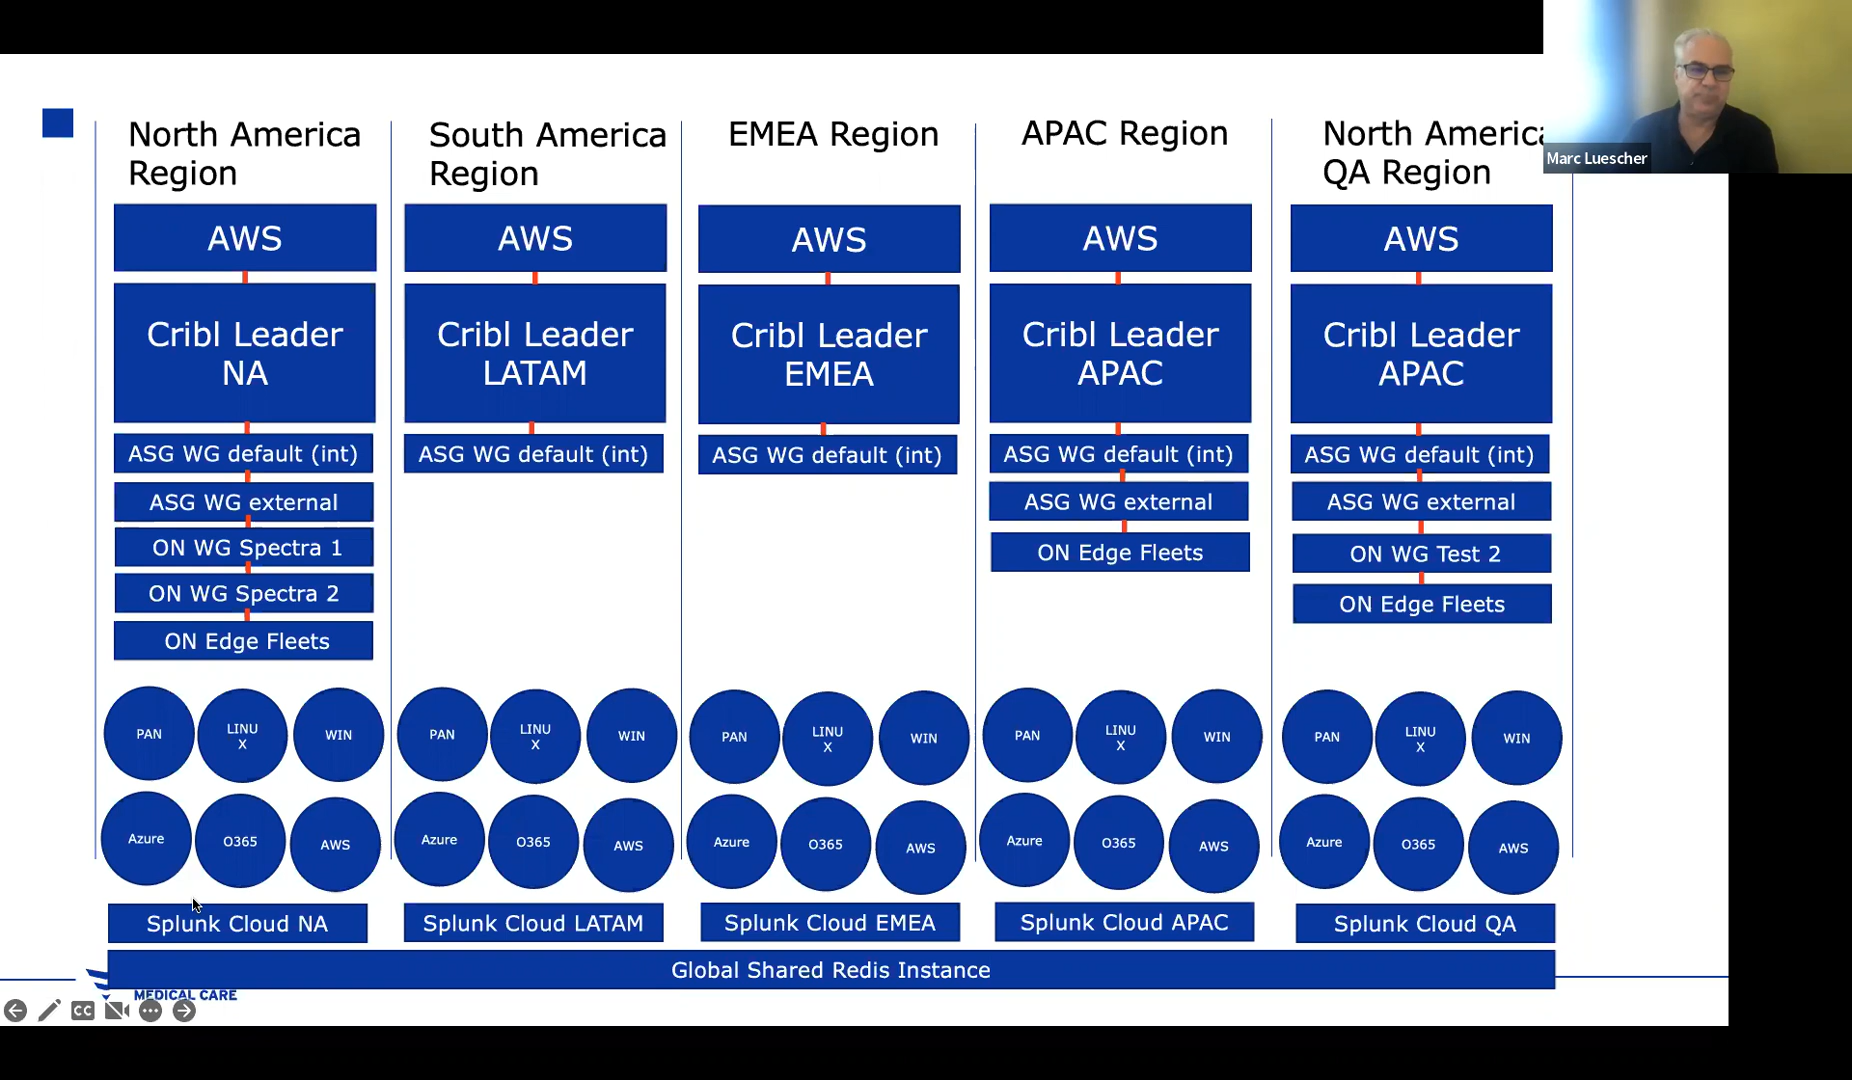 North America
Region
South America
Region
EMEA Region
APAC Region
North America
QA Region
Marc Luescher
AWS
AWS
AWS
AWS
AWS
Cribl Leader
NA
Cribl Leader
LATAM
Cribl Leader
EMEA
Cribl Leader
APAC
Cribl Leader
APAC
ASG WG default (int)
ASG WG default (int)
ASG WG default (int)
ASG WG default (int)
ASG WG default (int)
ASG WG external
ASG WG external
ASG WG external
ON WG Spectra 1
ON Edge Fleets
ON WG Test 2
ON WG Spectra 2
ON Edge Fleets
ON Edge Fleets
PAN
LINU
X
WIN
PAN
LINU
X
WIN
PAN
LINU
X
WIN
PAN
LINU
X
WIN
PAN
LINU
X
WIN
Azure
O365
AWS
Azure
O365
AWS
Azure
O365
AWS
Azure
O365
AWS
Azure
O365
AWS
Splunk Cloud NA
Splunk Cloud LATAM
Splunk Cloud EMEA
Splunk Cloud APAC
Splunk Cloud QA
Global Shared Redis Instance
MEDICAL CARE
CC